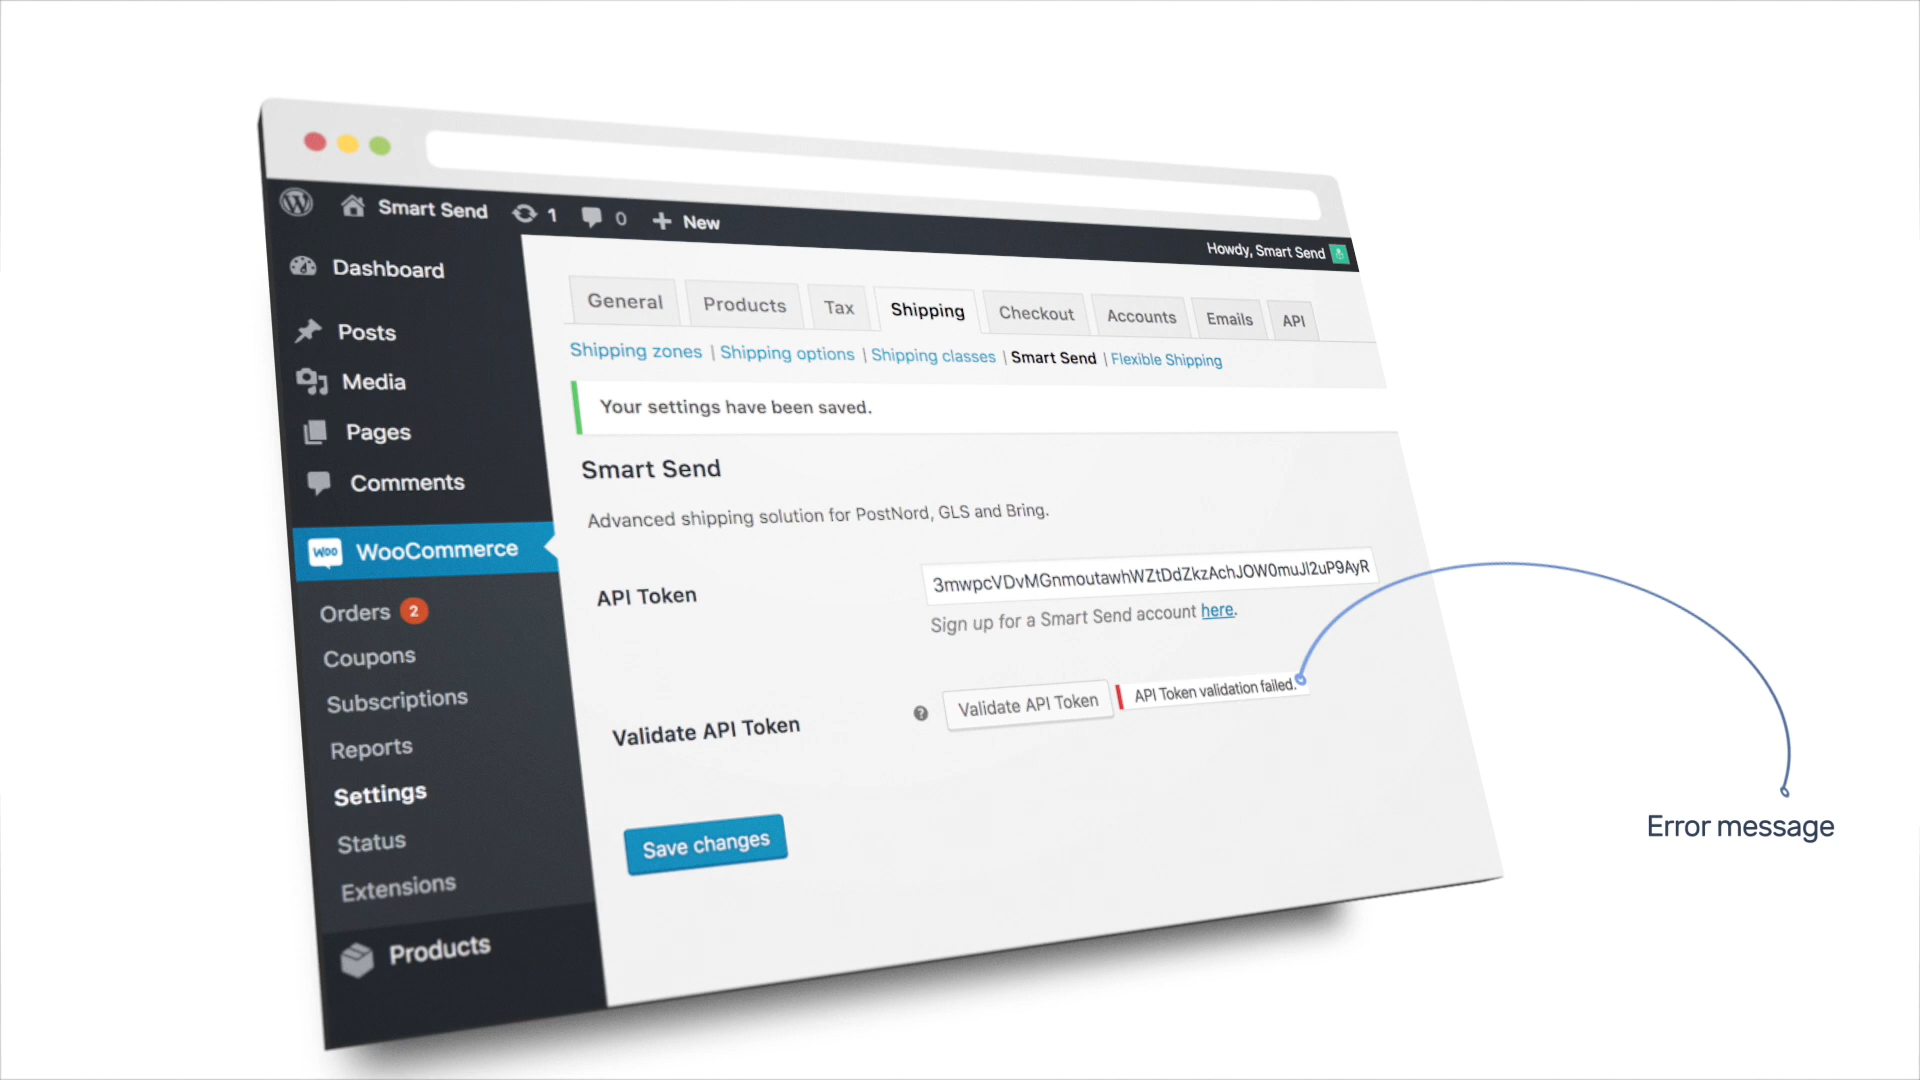 Smart Send
1
0
New
Howdy, Smart Send
Dashboard
Posts
Media
Pages
Comments
Woo WooCommerce
Orders 2
Coupons
Subscriptions
Reports
Settings
Status
Extensions
Products
General Products Tax Shipping Checkout Accounts Emails API
Shipping zones | Shipping options | Shipping classes | Smart Send | Flexible Shipping
Your settings have been saved.
Smart Send
Advanced shipping solution for PostNord, GLS and Bring.
API Token
3mwpcVDvMGnmoutawhWZtDdZkzAchJOW0muJl2uP9AyR
Sign up for a Smart Send account here.
Validate API Token
? Validate API Token API Token validation failed.
Save changes
Error message